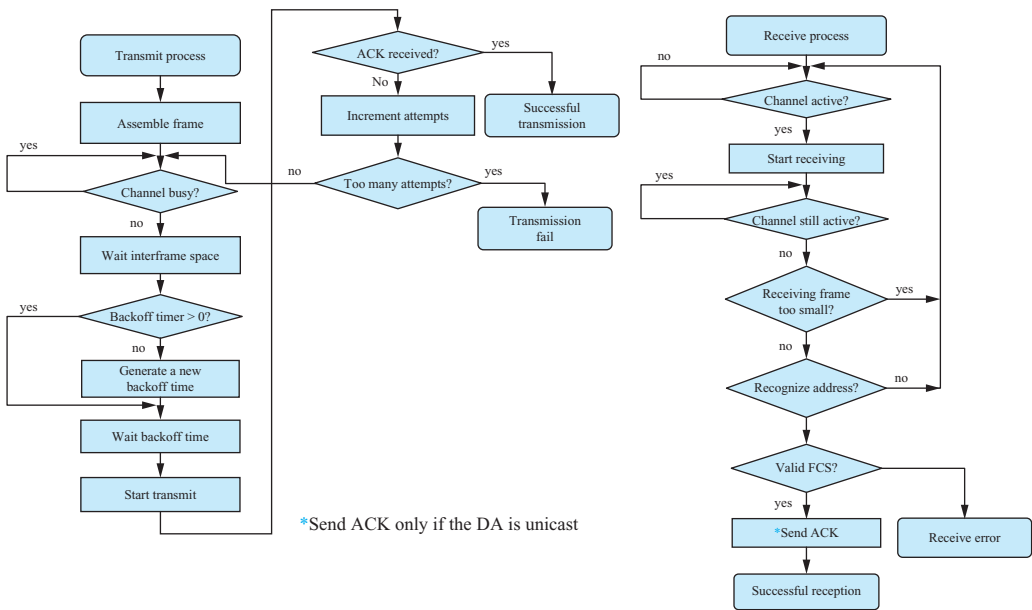 Transmit process
Assemble frame
yes
Channel busy?
no
Wait interframe space
yes
Backoff timer > 0?
no
Generate a new
backoff time
Wait backoff time
Start transmit
ACK received?
yes
No
Successful
transmission
Increment attempts
no
Too many attempts?
yes
Transmission
fail
*Send ACK only if the DA is unicast
Receive process
no
Channel active?
yes
Start receiving
yes
Channel still active?
no
Receiving frame
too small?
yes
no
Recognize address?
no
Valid FCS?
yes
*Send ACK
Receive error
Successful reception